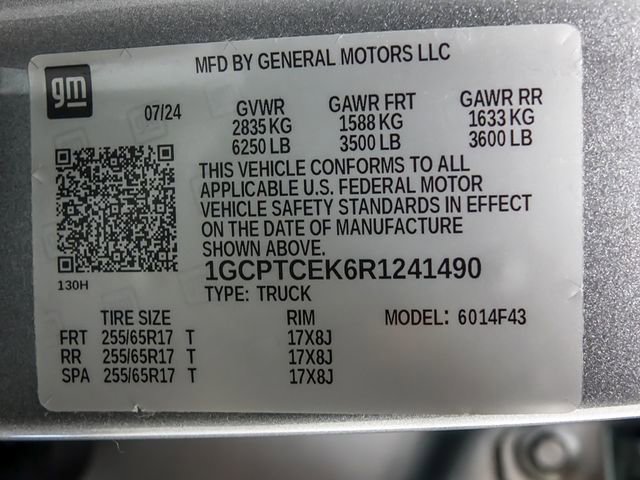 MFD BY GENERAL MOTORS LLC
gm
07/24 GVWR GAWR FRT GAWR RR
2835 KG 1588 KG 1633 KG
6250 LB 3500 LB 3600 LB
THIS VEHICLE CONFORMS TO ALL
APPLICABLE U.S. FEDERAL MOTOR
VEHICLE SAFETY STANDARDS IN EFFECT
ON THE DATE OF MANUFACTURE
SHOWN ABOVE.
130H
1GCPTCEK6R1241490
TYPE: TRUCK
TIRE SIZE RIM MODEL: 6014F43
FRT 255/65R17 T 17X8J
RR 255/65R17 T 17X8J
SPA 255/65R17 T 17X8J